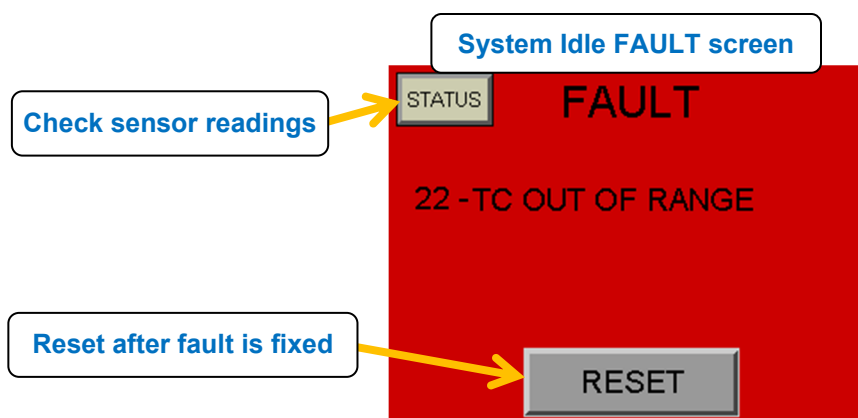 System Idle FAULT screen
STATUS
FAULT
Check sensor readings
22 - TC OUT OF RANGE
Reset after fault is fixed
RESET